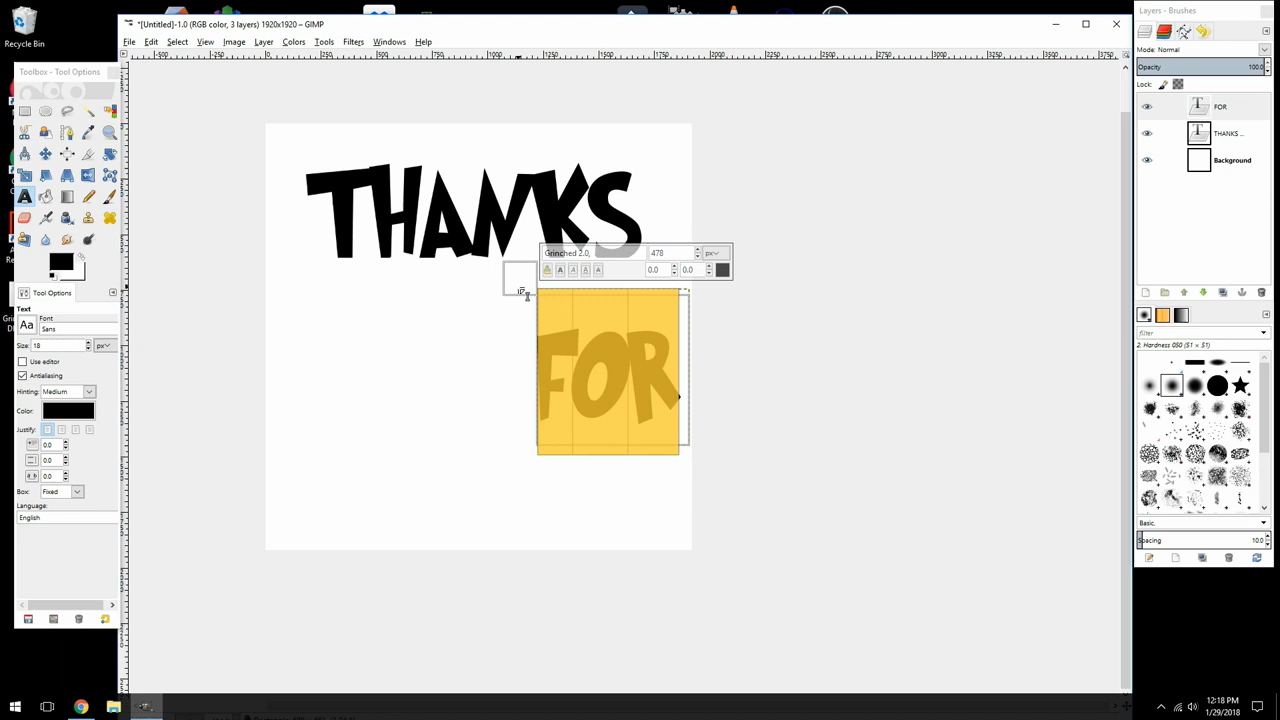 Recycle Bin
*[Untitled]-1.0 (RGB color, 3 layers) 1920x1920 – GIMP
File Edit Select View Image Layer Colors Tools Filters Windows Help
Toolbox - Tool Options
Tool Options
Text
Font
Aa Sans
Size: 18 px
Use editor
Antialiasing
Hinting: Medium
Color:
Justify:
0.0
0.0
0.0
Box: Fixed
Language:
English
THANKS
Grinched 2.0, 478 px
0.0 0.0
FOR
Layers - Brushes
Mode: Normal
Opacity 100.0
Lock:
FOR
THANKS ...
Background
filter
2. Hardness 050 (51 × 51)
Basic,
Spacing 10.0
12:18 PM
1/29/2018